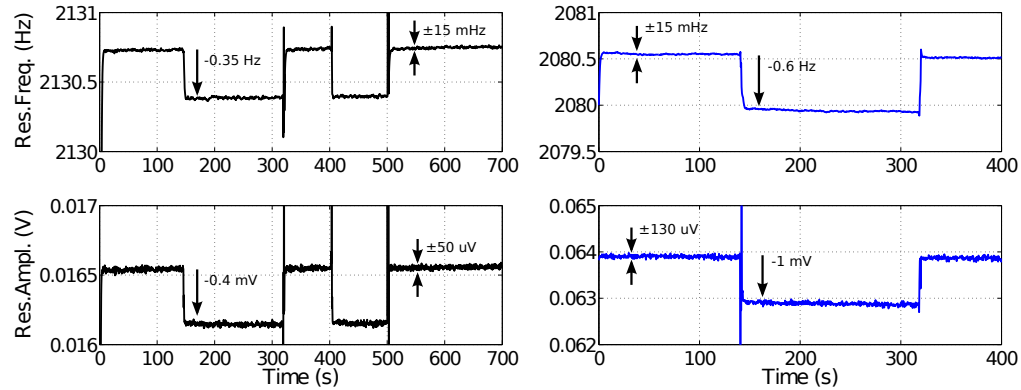 Res.Freq. (Hz)
2131
2130.5
2130
-0.35 Hz
±15 mHz
0 100 200 300 400 500 600 700
2081
2080.5
2080
2079.5
±15 mHz
-0.6 Hz
0 100 200 300 400
Res.Ampl. (V)
0.017
0.0165
0.016
-0.4 mV
±50 uV
0 100 200 300 400 500 600 700
Time (s)
0.065
0.064
0.063
0.062
±130 uV
-1 mV
0 100 200 300 400
Time (s)